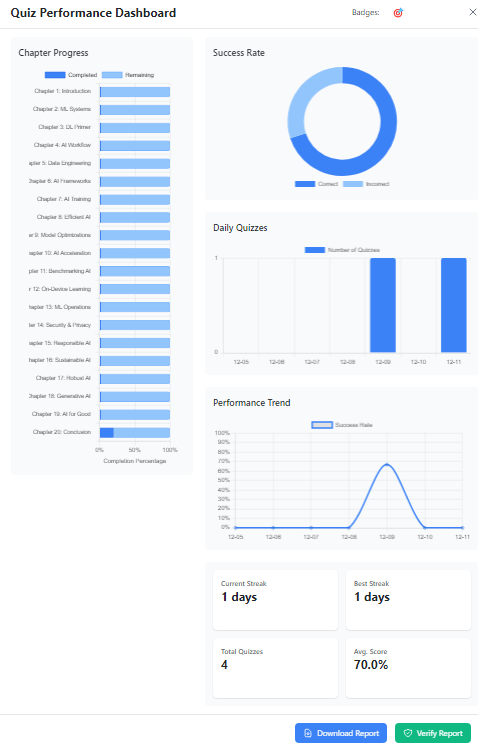 Quiz Performance Dashboard
Badges:
Chapter Progress
Completed Remaining
Chapter 1: Introduction
Chapter 2: ML Systems
Chapter 3: DL Primer
Chapter 4: AI Workflow
apter 5: Data Engineering
Chapter 6: AI Frameworks
Chapter 7: AI Training
Chapter 8: Efficient AI
er 9: Model Optimizations
apter 10: AI Acceleration
pter 11: Benchmarking AI
r 12: On-Device Learning
hapter 13: ML Operations
ter 14: Security & Privacy
apter 15: Responsible AI
hapter 16: Sustainable AI
Chapter 17: Robust AI
Chapter 18: Generative AI
Chapter 19: AI for Good
Chapter 20: Conclusion
0% 50% 100%
Completion Percentage
Success Rate
Correct Incorrect
Daily Quizzes
Number of Quizzes
1
0
12-05 12-06 12-07 12-08 12-09 12-10 12-11
Performance Trend
Success Rate
100%
90%
80%
70%
60%
50%
40%
30%
20%
10%
0%
12-05 12-06 12-07 12-08 12-09 12-10 12-11
Current Streak
1 days
Best Streak
1 days
Total Quizzes
4
Avg. Score
70.0%
Download Report
Verify Report